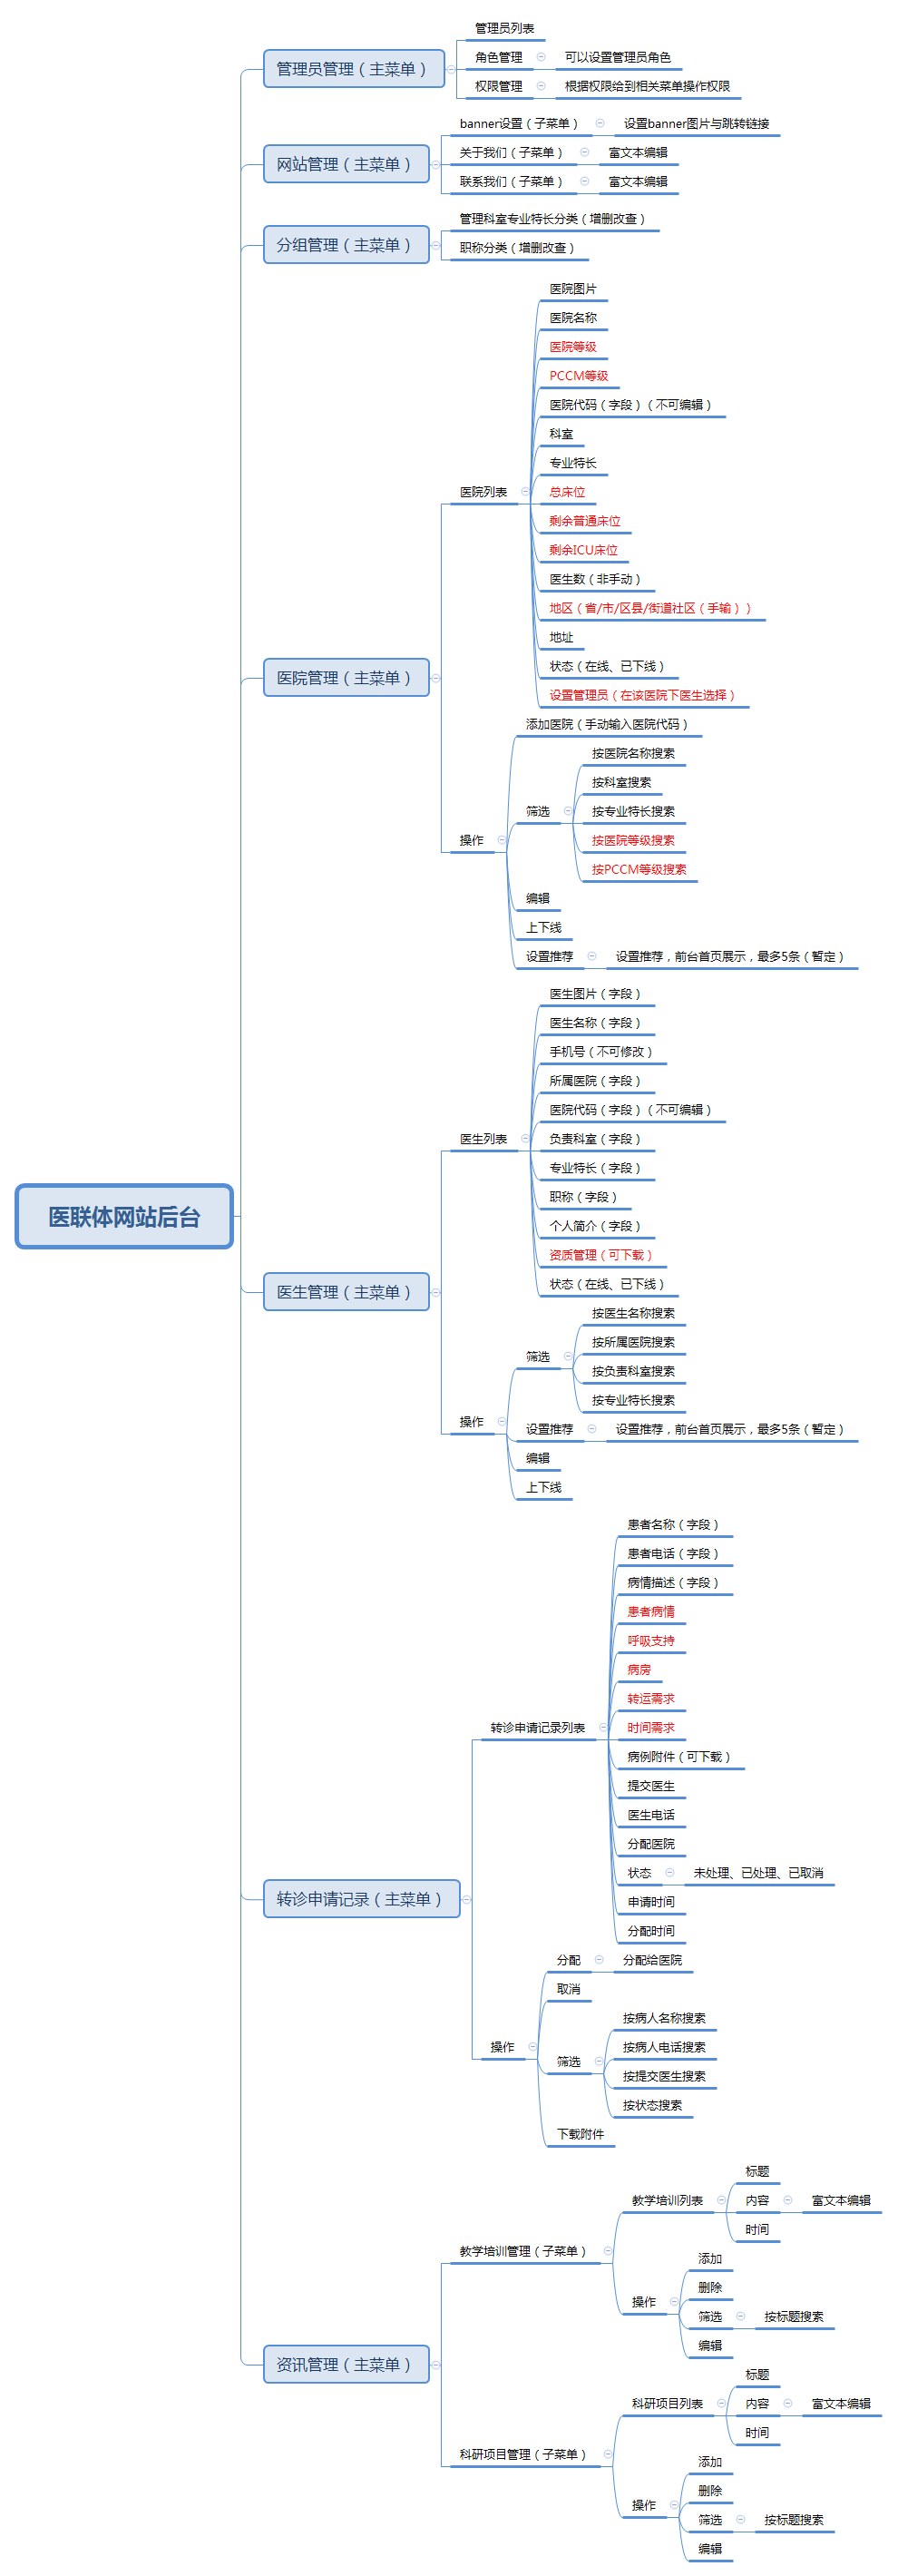 医联体网站后台
管理员管理（主菜单）
管理员列表
角色管理
可以设置管理员角色
权限管理
根据权限给到相关菜单操作权限
网站管理（主菜单）
banner设置（子菜单）
设置banner图片与跳转链接
关于我们（子菜单）
富文本编辑
联系我们（子菜单）
富文本编辑
分组管理（主菜单）
管理科室专业特长分类（增删改查）
职称分类（增删改查）
医院管理（主菜单）
医院列表
医院图片
医院名称
医院等级
PCCM等级
医院代码（字段）（不可编辑）
科室
专业特长
总床位
剩余普通床位
剩余ICU床位
医生数（非手动）
地区（省/市/区县/街道社区（手输））
地址
状态（在线、已下线）
设置管理员（在该医院下医生选择）
操作
添加医院（手动输入医院代码）
筛选
按医院名称搜索
按科室搜索
按专业特长搜索
按医院等级搜索
按PCCM等级搜索
编辑
上下线
设置推荐
设置推荐，前台首页展示，最多5条（暂定）
医生管理（主菜单）
医生列表
医生图片（字段）
医生名称（字段）
手机号（不可修改）
所属医院（字段）
医院代码（字段）（不可编辑）
负责科室（字段）
专业特长（字段）
职称（字段）
个人简介（字段）
资质管理（可下载）
状态（在线、已下线）
操作
筛选
按医生名称搜索
按所属医院搜索
按负责科室搜索
按专业特长搜索
设置推荐
设置推荐，前台首页展示，最多5条（暂定）
编辑
上下线
转诊申请记录（主菜单）
转诊申请记录列表
患者名称（字段）
患者电话（字段）
病情描述（字段）
患者病情
呼吸支持
病房
转运需求
时间需求
病例附件（可下载）
提交医生
医生电话
分配医院
状态
未处理、已处理、已取消
申请时间
分配时间
操作
分配
分配给医院
取消
筛选
按病人名称搜索
按病人电话搜索
按提交医生搜索
按状态搜索
下载附件
资讯管理（主菜单）
教学培训管理（子菜单）
教学培训列表
标题
内容
富文本编辑
时间
操作
添加
删除
筛选
按标题搜索
编辑
科研项目管理（子菜单）
科研项目列表
标题
内容
富文本编辑
时间
操作
添加
删除
筛选
按标题搜索
编辑